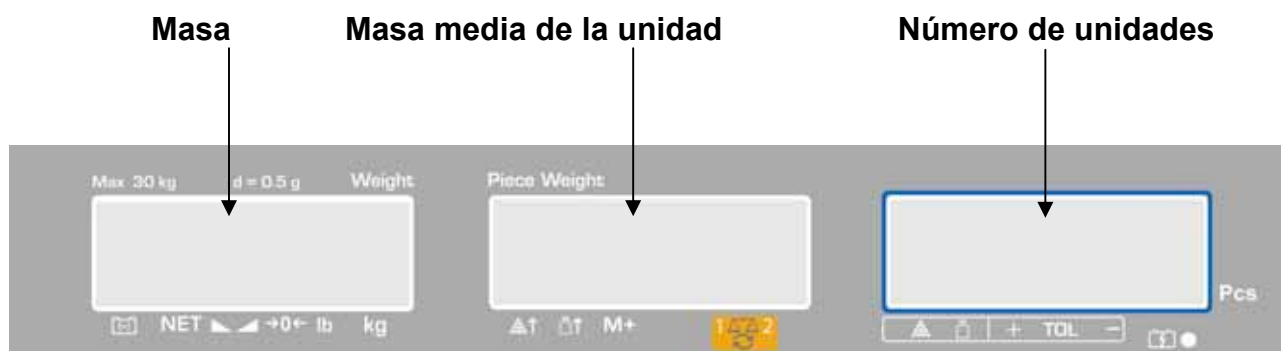 Masa Masa media de la unidad Número de unidades
Max 30 kg d = 0.5 g Weight Piece Weight
Pcs
NET →0← lb kg M+ 1 2 + TOL −